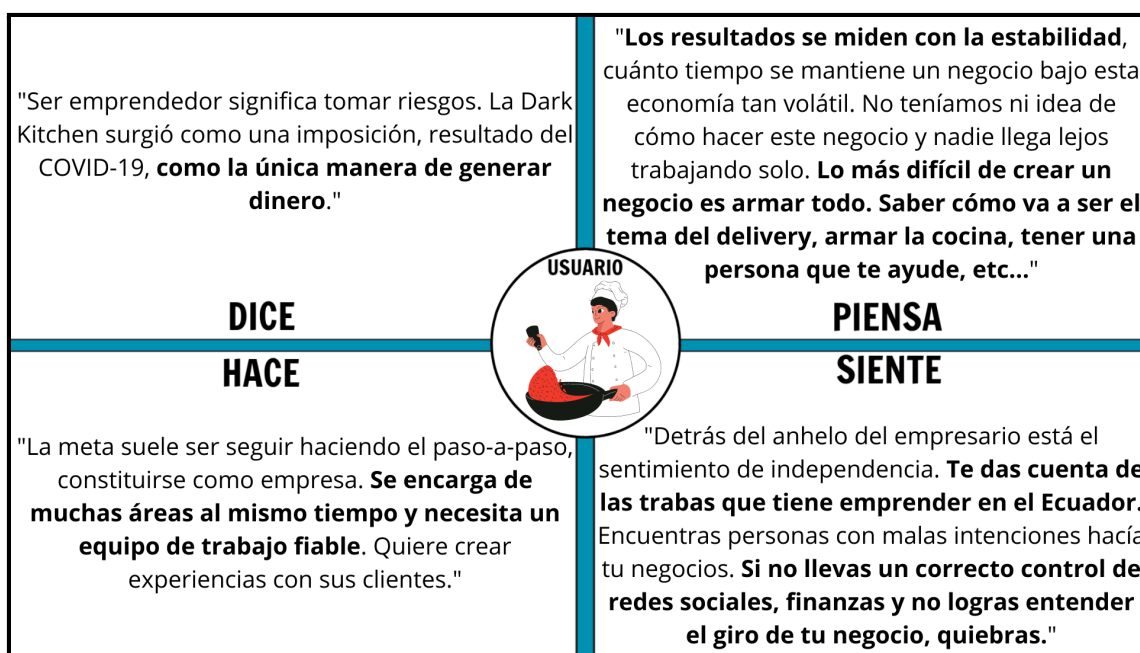 "Ser emprendedor significa tomar riesgos. La Dark
Kitchen surgió como una imposición, resultado del
COVID-19, como la única manera de generar
dinero."
DICE
"Los resultados se miden con la estabilidad,
cuánto tiempo se mantiene un negocio bajo esta
economía tan volátil. No teníamos ni idea de
cómo hacer este negocio y nadie llega lejos
trabajando solo. Lo más difícil de crear un
negocio es armar todo. Saber cómo va a ser el
tema del delivery, armar la cocina, tener una
persona que te ayude, etc..."
PIENSA
USUARIO
HACE
"La meta suele ser seguir haciendo el paso-a-paso,
constituirse como empresa. Se encarga de
muchas áreas al mismo tiempo y necesita un
equipo de trabajo fiable. Quiere crear
experiencias con sus clientes."
SIENTE
"Detrás del anhelo del empresario está el
sentimiento de independencia. Te das cuenta de
las trabas que tiene emprender en el Ecuador.
Encuentras personas con malas intenciones hacía
tu negocios. Si no llevas un correcto control de
redes sociales, finanzas y no logras entender
el giro de tu negocio, quiebras."